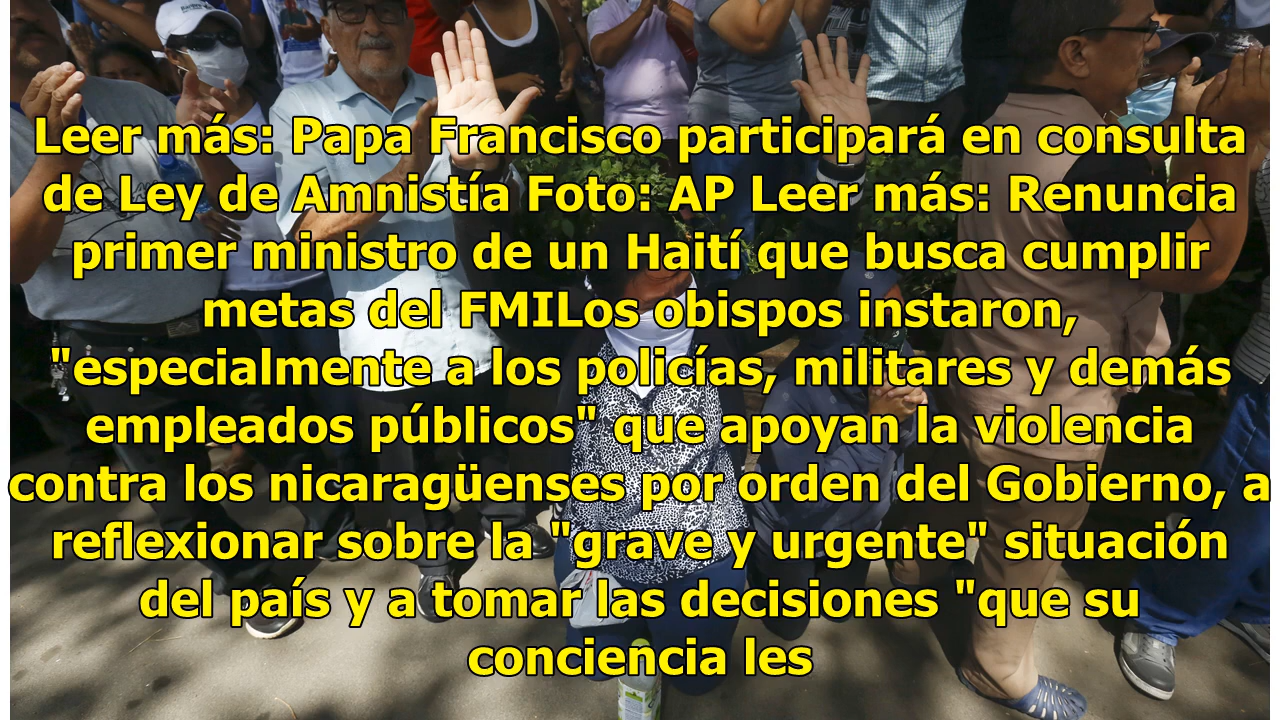 Leer más: Papa Francisco participará en consulta
de Ley de Amnistía Foto: AP Leer más: Renuncia
primer ministro de un Haití que busca cumplir
metas del FMILos obispos instaron,
"especialmente a los policías, militares y demás
empleados públicos" que apoyan la violencia
contra los nicaragüenses por orden del Gobierno, a
reflexionar sobre la "grave y urgente" situación
del país y a tomar las decisiones "que su
conciencia les